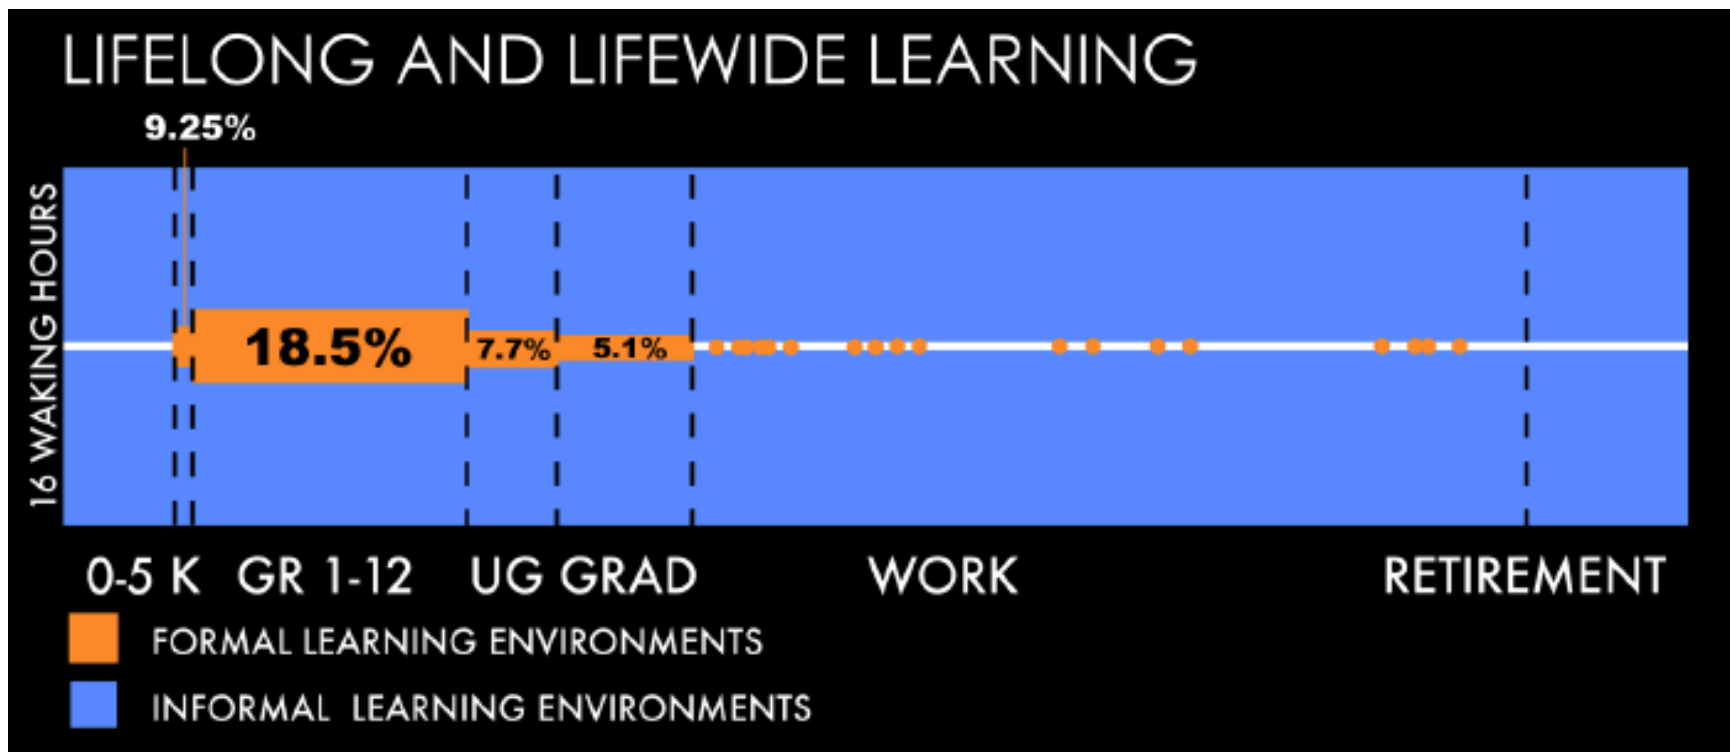 LIFELONG AND LIFEWIDE LEARNING
9.25%
16 WAKING HOURS
18.5%
7.7%
5.1%
0-5 K GR 1-12 UG GRAD WORK RETIREMENT
FORMAL LEARNING ENVIRONMENTS
INFORMAL LEARNING ENVIRONMENTS